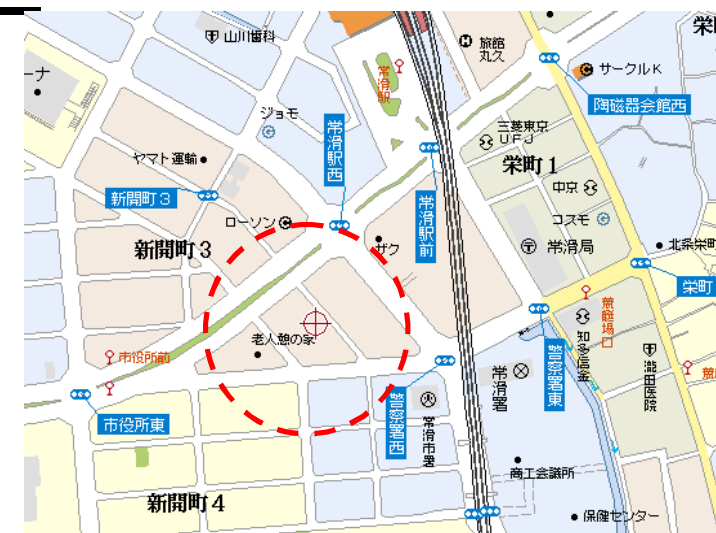 山川歯科
旅館
丸久
栄
サークルK
陶磁器会館西
ーナ
常滑駅
ジョモ
常滑駅西
三菱東京
UFJ
栄町1
ヤマト運輸
新開町3
常滑駅前
中京
コスモ
ローソン
新開町3
ザク
常滑局
北条栄町
栄町
競艇場口
老人憩の家
市役所前
知多信金
警察署東
市役所東
警察署西
常滑署
常滑市署
瀧田医院
商工会議所
新開町4
保健センター